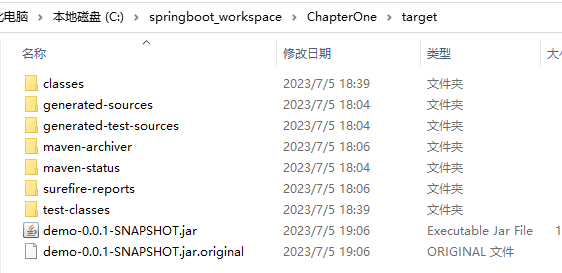 电脑 > 本地磁盘 (C:) > springboot_workspace > ChapterOne > target
名称 修改日期 类型
classes 2023/7/5 18:39 文件夹
generated-sources 2023/7/5 18:04 文件夹
generated-test-sources 2023/7/5 18:04 文件夹
maven-archiver 2023/7/5 18:06 文件夹
maven-status 2023/7/5 18:04 文件夹
surefire-reports 2023/7/5 18:06 文件夹
test-classes 2023/7/5 18:39 文件夹
demo-0.0.1-SNAPSHOT.jar 2023/7/5 19:06 Executable Jar File
demo-0.0.1-SNAPSHOT.jar.original 2023/7/5 19:06 ORIGINAL 文件